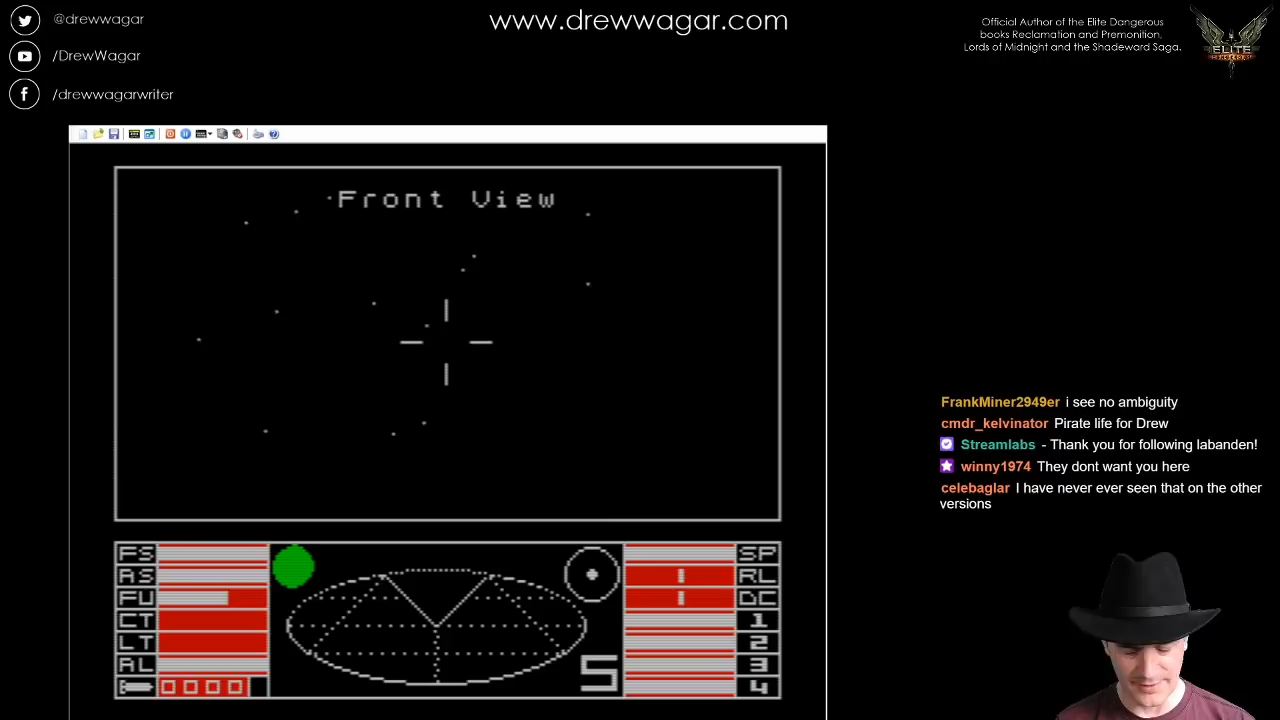 @drewwagar
/DrewWagar
/drewwagarwriter
www.drewwagar.com
Official Author of the Elite Dangerous
books Reclamation and Premonition,
Lords of Midnight and the Shadeward Saga.
ELITE
DANGEROUS
Front View
FrankMiner2949er i see no ambiguity
cmdr_kelvinator Pirate life for Drew
Streamlabs - Thank you for following labanden!
winny1974 They dont want you here
celebaglar I have never ever seen that on the other
versions
FS
AS
FU
CT
LT
AL
0000
S
SP
RL
DC
1
2
3
4